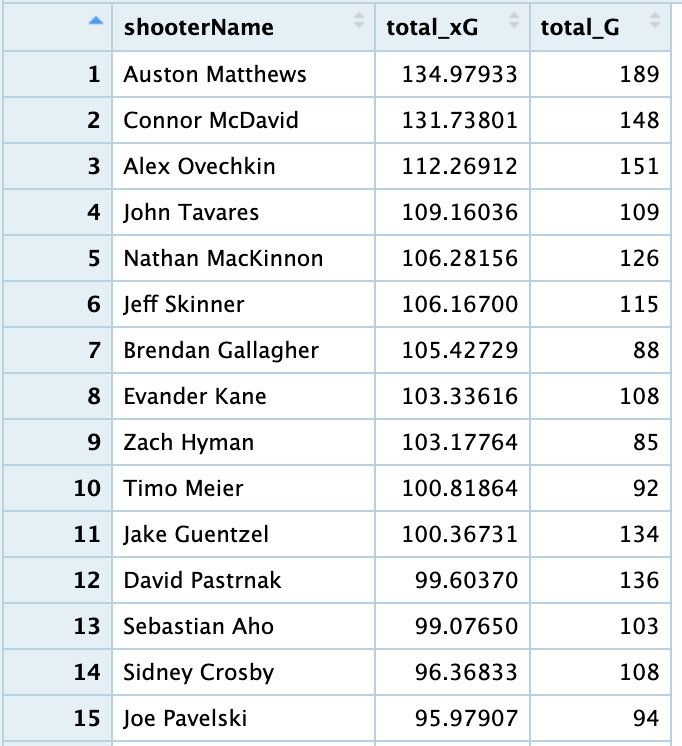 shooterName total_xG total_G
1 Auston Matthews 134.97933 189
2 Connor McDavid 131.73801 148
3 Alex Ovechkin 112.26912 151
4 John Tavares 109.16036 109
5 Nathan MacKinnon 106.28156 126
6 Jeff Skinner 106.16700 115
7 Brendan Gallagher 105.42729 88
8 Evander Kane 103.33616 108
9 Zach Hyman 103.17764 85
10 Timo Meier 100.81864 92
11 Jake Guentzel 100.36731 134
12 David Pastrnak 99.60370 136
13 Sebastian Aho 99.07650 103
14 Sidney Crosby 96.36833 108
15 Joe Pavelski 95.97907 94